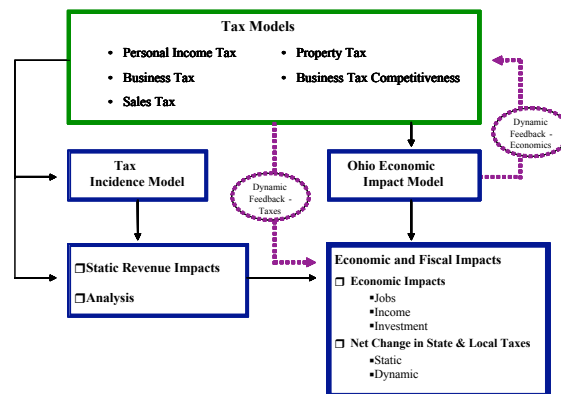 Tax Models
• Personal Income Tax
• Property Tax
• Business Tax
• Business Tax Competitiveness
• Sales Tax
Dynamic
Feedback -
Economics
Tax
Incidence Model
Dynamic
Feedback -
Taxes
Ohio Economic
Impact Model
❐Static Revenue Impacts
❐Analysis
Economic and Fiscal Impacts
❐ Economic Impacts
▪Jobs
▪Income
▪Investment
❐ Net Change in State & Local Taxes
▪Static
▪Dynamic